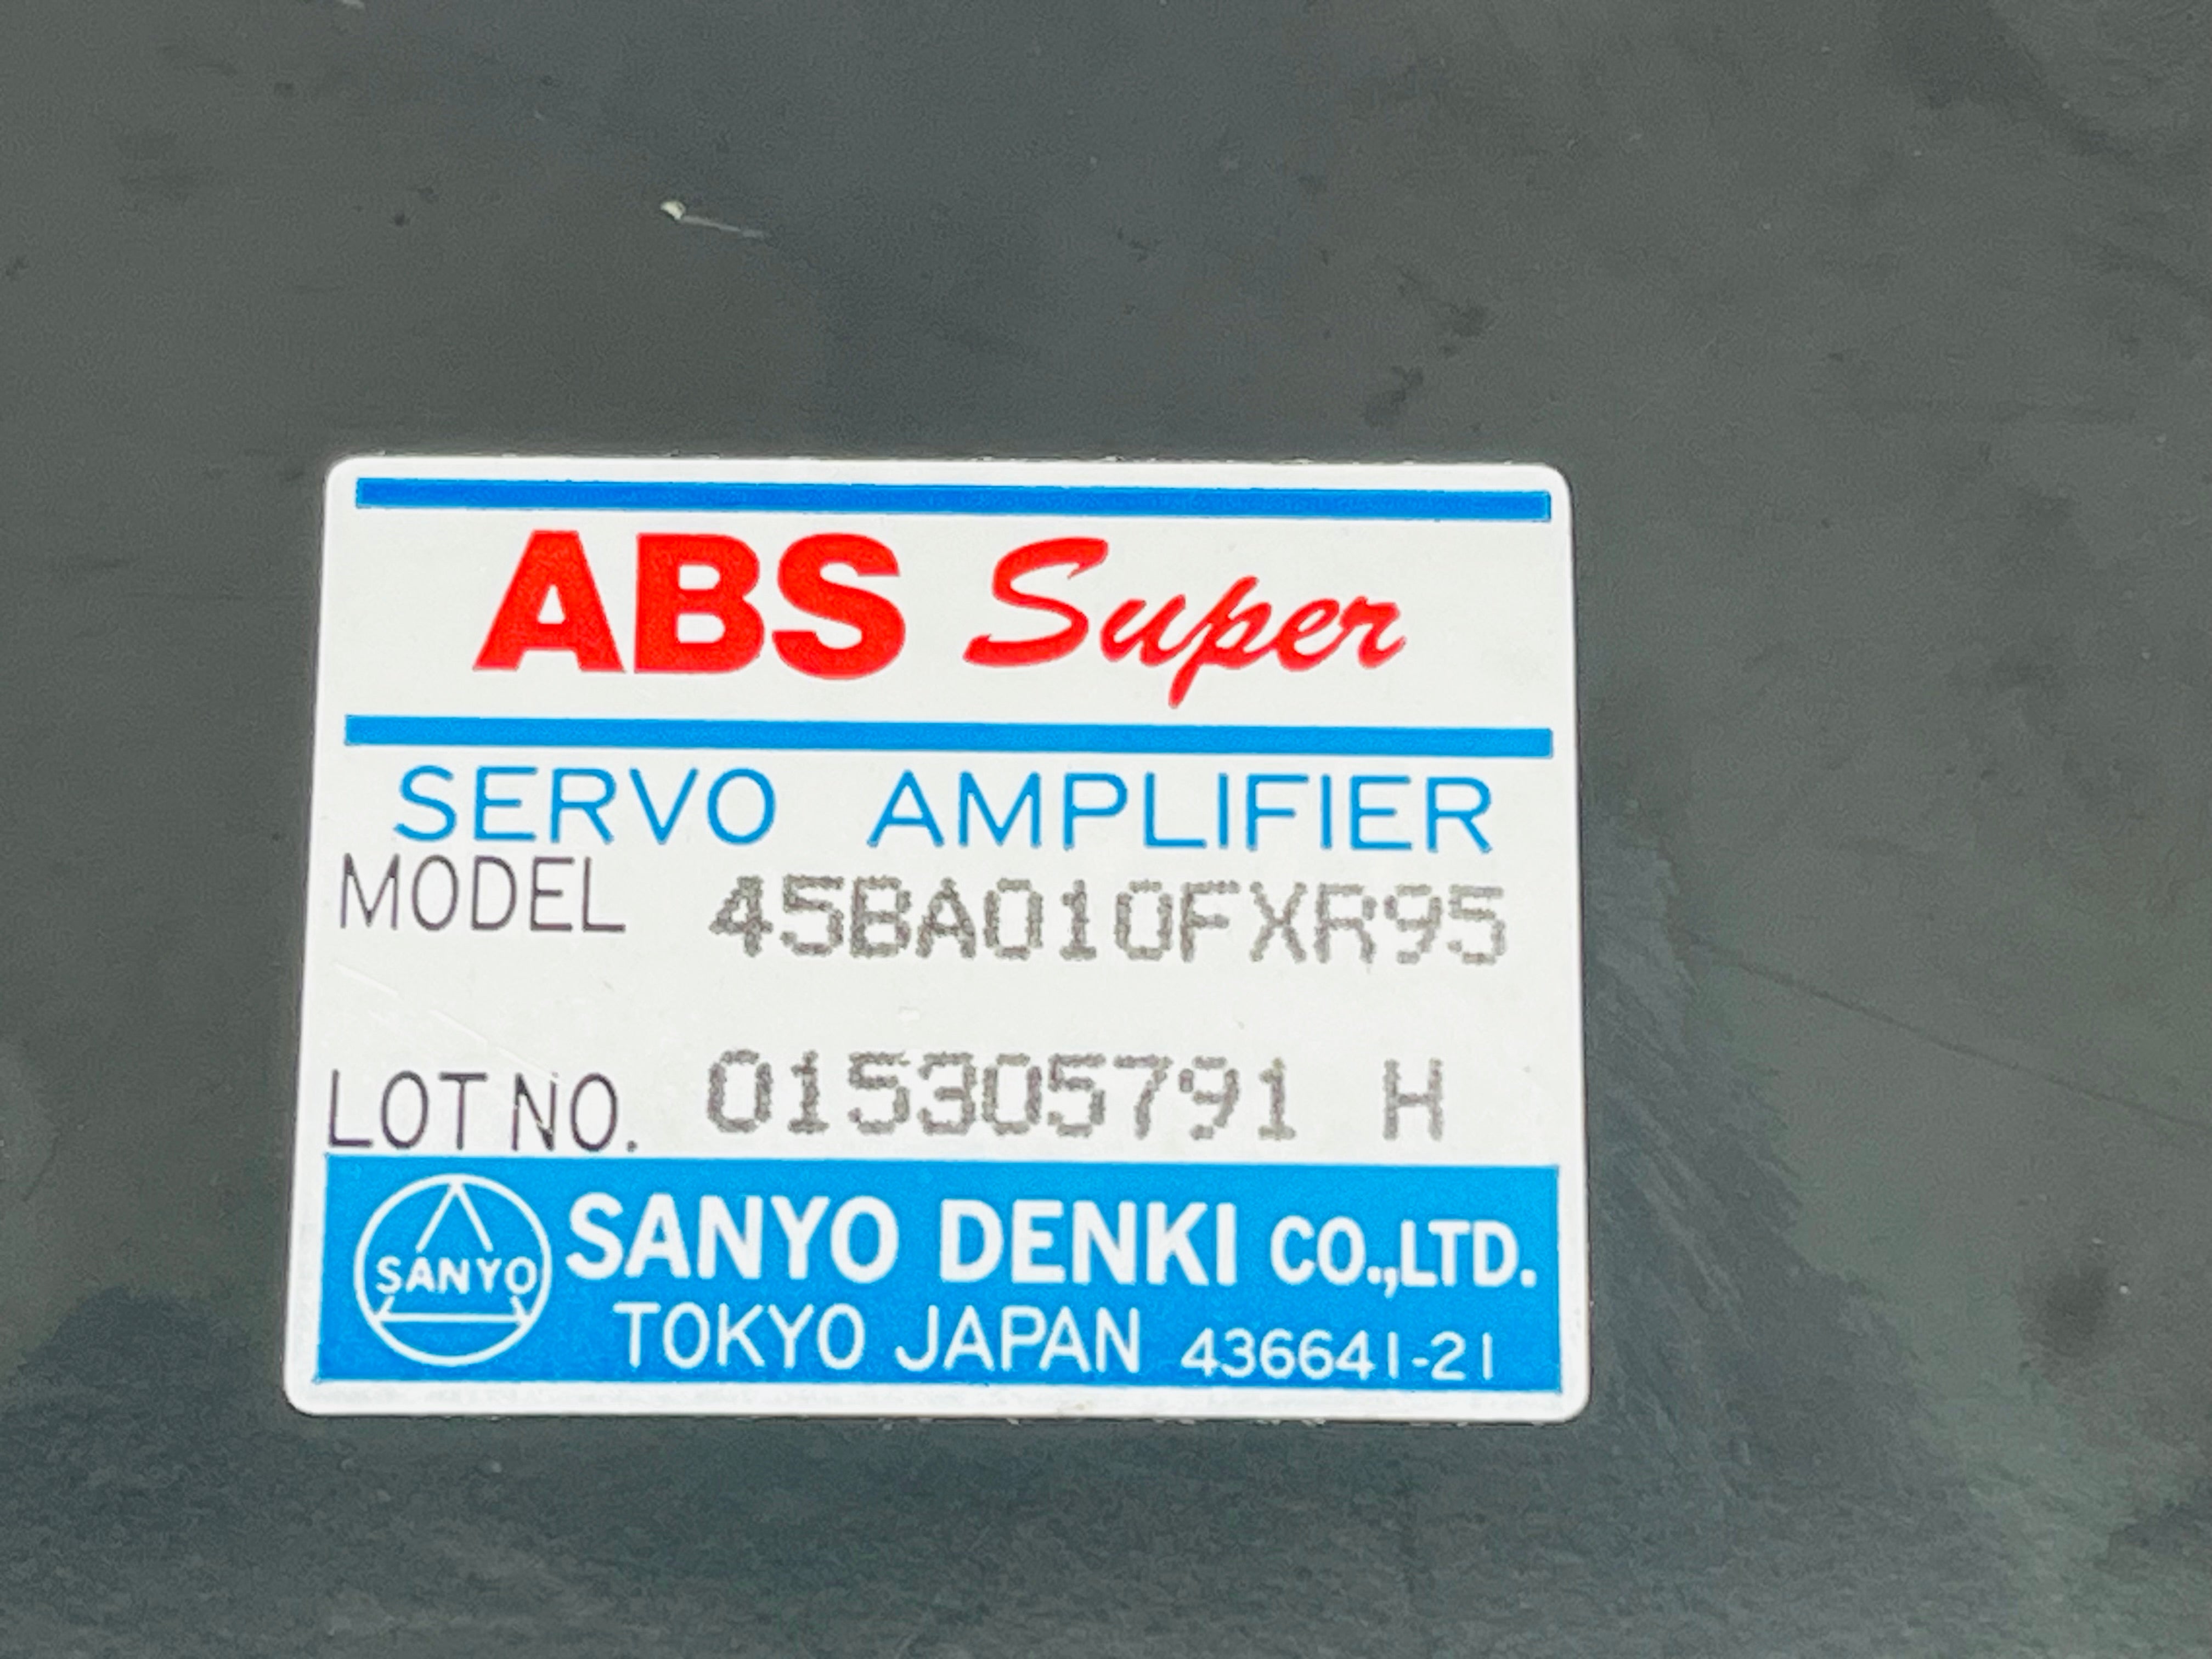 ABS Super
SERVO AMPLIFIER
MODEL 45BA010FXR95
LOT NO. 015305791 H
SANYO SANYO DENKI CO.,LTD.
TOKYO JAPAN 436641-21